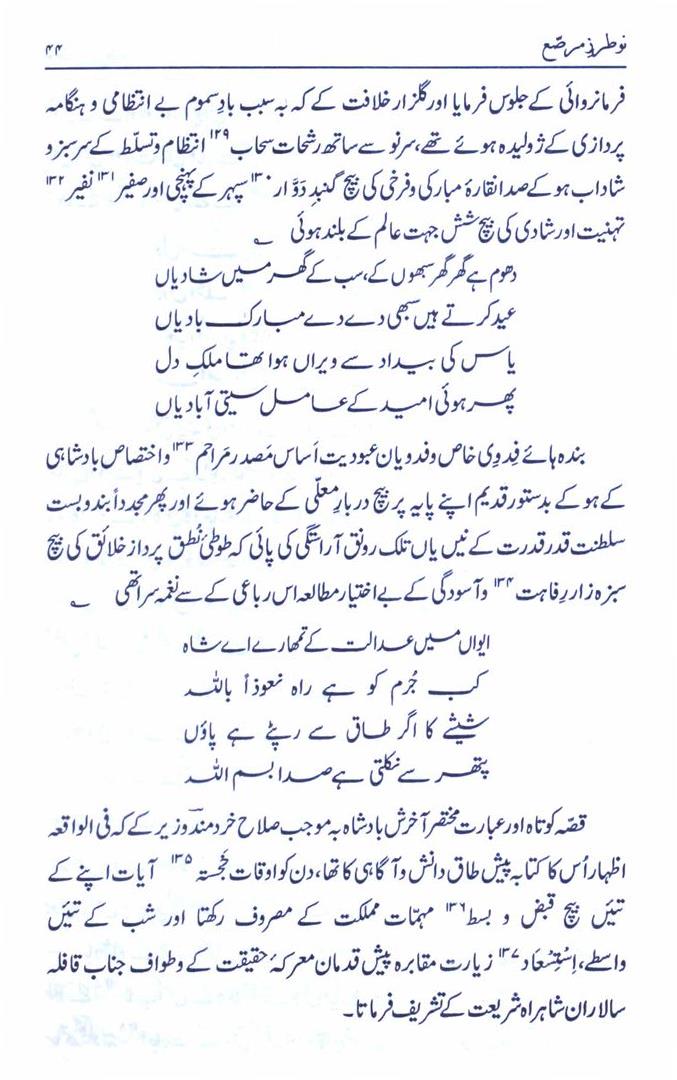 نو طرزِ مرصّع
۴۴
فرمانروائی کے جلوس فرمایا اور گلزار خلافت کے کہ بہ سبب بادِ سموم بے انتظامی و ہنگامہ
پردازی کے ژولیدہ ہوئے تھے، سرنو سے ساتھ رشحات سحاب ۱۲۹ انتظام و تسلّط کے سرسبز و
شاداب ہو کے صدا نقارۂ مبارکی و فرخی کی بیچ گنبدِ دَوَّار ۱۳۰ سپہر کے پہنچی اور صفیر ۱۳۱ نفیر ۱۳۲
تہنیت اور شادی کی بیچ شش جہت عالم کے بلند ہوئی ؎
دھوم ہے گھر گھر سبھوں کے، سب کے گھر میں شادیاں
عید کرتے ہیں سبھی دے دے مبارک بادیاں
یاس کی بیداد سے ویراں ہوا تھا ملکِ دل
پھر ہوئی امید کے عامل سیتی آبادیاں
بندہ ہائے فِدوِی خاص و فدویان عبودیت اَساس مَصدر مَراحم ۱۳۳ و اختصاص بادشاہی
کے ہو کے بدستور قدیم اپنے پایہ پر بیچ دربارِ معلّی کے حاضر ہوئے اور پھر مجدداً بندوبست
سلطنت قدر قدرت کے نیں یاں تلک رونق آراستگی کی پائی کہ طوطیٔ نُطق پرداز خلائق کی بیچ
سبزہ زار رِفاہت ۱۳۴ و آسودگی کے بے اختیار مطالعہ اس رباعی کے سے نغمہ سرا تھی ؎
ایواں میں عدالت کے تمھارے اے شاہ
کب جُرم کو ہے راہ نعوذاً باللہ
شیشے کا اگر طاق سے رپٹے ہے پاؤں
پتھر سے نکلتی ہے صدا بسم اللہ
قصّہ کوتاہ اور عبارت مختصر آخرش بادشاہ بہ موجب صلاح خردمند وزیر کے کہ فی الواقعہ
اظہار اُس کا کتابہ پیش طاق دانش و آگاہی کا تھا، دن کو اوقات خُجستہ ۱۳۵ آیات اپنے کے
تئیں بیچ قبض و بسط ۱۳۶ مہمّات مملکت کے مصروف رکھتا اور شب کے تئیں
واسطے، اِستِسعاد ۱۳۷ زیارت مقابرہ پیش قدمان معرکۂ حقیقت کے و طواف جناب قافلہ
سالاران شاہراہ شریعت کے تشریف فرماتا۔